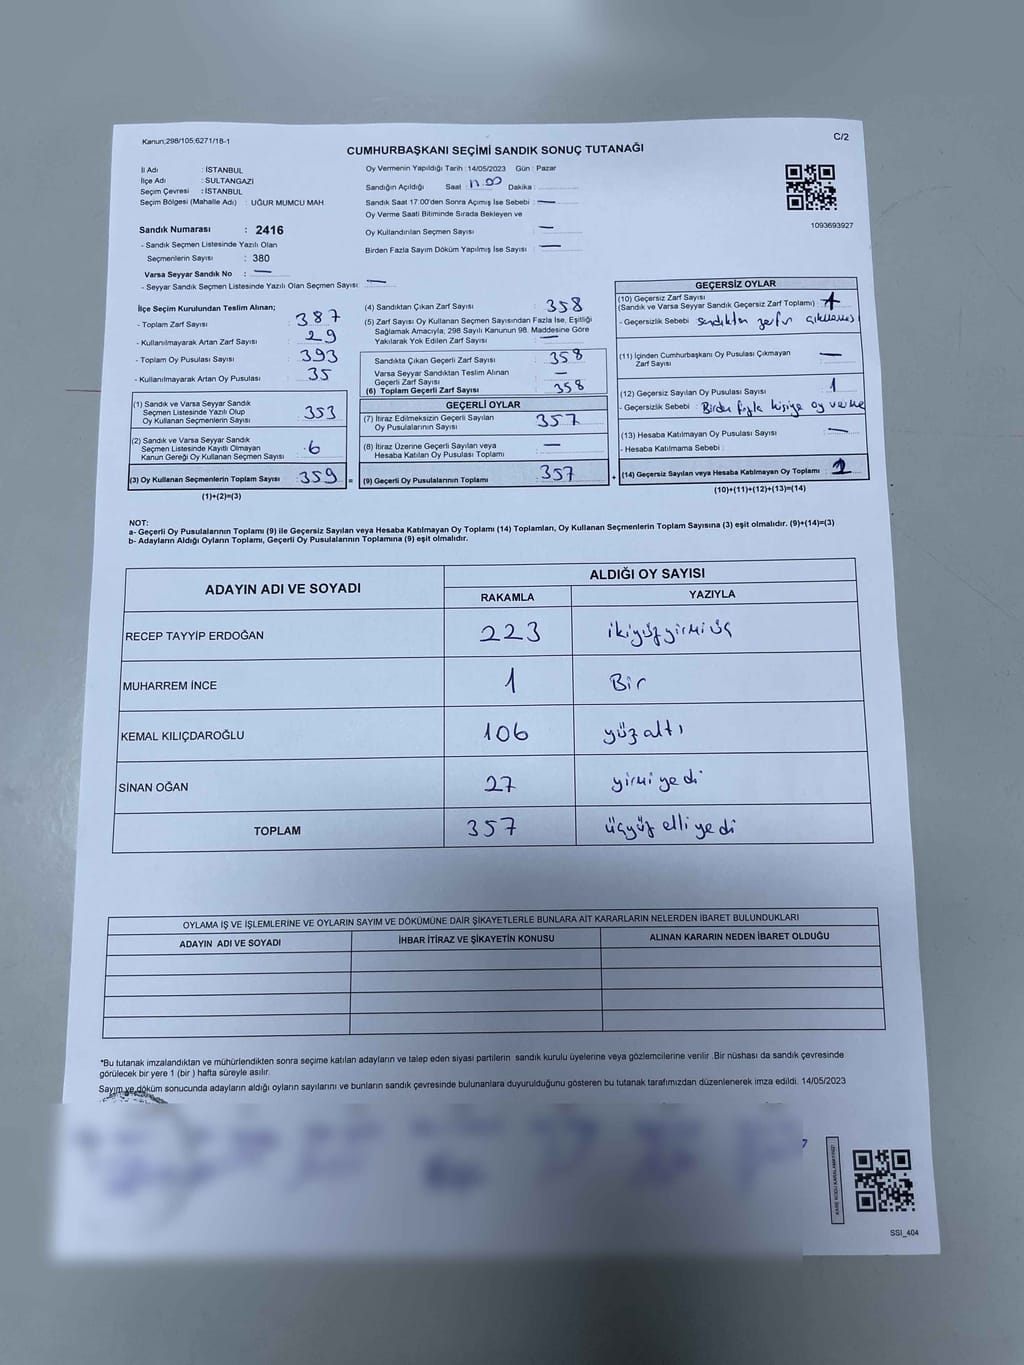 Kanun:298/105;6271/18-1
C/2
CUMHURBAŞKANI SEÇİMİ SANDIK SONUÇ TUTANAĞI
İl Adı : İSTANBUL
İlçe Adı : SULTANGAZİ
Seçim Çevresi : İSTANBUL
Seçim Bölgesi (Mahalle Adı) : UĞUR MUMCU MAH.
Sandık Numarası : 2416
- Sandık Seçmen Listesinde Yazılı Olan
Seçmenlerin Sayısı : 380
Varsa Seyyar Sandık No : —
- Seyyar Sandık Seçmen Listesinde Yazılı Olan Seçmen Sayısı: —
Oy Vermenin Yapıldığı Tarih :14/05/2023 Gün : Pazar
Sandığın Açıldığı Saat : 17.00 Dakika :
Sandık Saat 17:00'den Sonra Açımış İse Sebebi : —
Oy Verme Saati Bitiminde Sırada Bekleyen ve
Oy Kullandırılan Seçmen Sayısı : —
Birden Fazla Sayım Döküm Yapılmış İse Sayısı : —
1093693927
İlçe Seçim Kurulundan Teslim Alınan;
- Toplam Zarf Sayısı : 387
- Kullanılmayarak Artan Zarf Sayısı : 29
- Toplam Oy Pusulası Sayısı : 393
- Kullanılmayarak Artan Oy Pusulası : 35
(1) Sandık ve Varsa Seyyar Sandık
Seçmen Listesinde Yazılı Olup
Oy Kullanan Seçmenlerin Sayısı : 353
(2) Sandık ve Varsa Seyyar Sandık
Seçmen Listesinde Kayıtlı Olmayan
Kanun Gereği Oy Kullanan Seçmen Sayısı : 6
(3) Oy Kullanan Seçmenlerin Toplam Sayısı : 359 =
(1)+(2)=(3)
(4) Sandıktan Çıkan Zarf Sayısı : 358
(5) Zarf Sayısı Oy Kullanan Seçmen Sayısından Fazla İse, Eşitliği
Sağlamak Amacıyla; 298 Sayılı Kanunun 98. Maddesine Göre
Yakılarak Yok Edilen Zarf Sayısı : —
Sandıkta Çıkan Geçerli Zarf Sayısı : 358
Varsa Seyyar Sandıktan Teslim Alınan
Geçerli Zarf Sayısı : —
(6) Toplam Geçerli Zarf Sayısı : 358
GEÇERLİ OYLAR
(7) İtiraz Edilmeksizin Geçerli Sayılan
Oy Pusulalarının Sayısı : 357
(8) İtiraz Üzerine Geçerli Sayılan veya
Hesaba Katılan Oy Pusulası Toplamı : —
(9) Geçerli Oy Pusulalarının Toplamı : 357 +
GEÇERSİZ OYLAR
(10) Geçersiz Zarf Sayısı
(Sandık ve Varsa Seyyar Sandık Geçersiz Zarf Toplamı) :
- Geçersizlik Sebebi : Sandıktan zarfın çıkmaması
(11) İçinden Cumhurbaşkanı Oy Pusulası Çıkmayan
Zarf Sayısı : —
(12) Geçersiz Sayılan Oy Pusulası Sayısı : 1
- Geçersizlik Sebebi : Birden fazla kişiye oy verme
(13) Hesaba Katılmayan Oy Pusulası Sayısı : —
- Hesaba Katılmama Sebebi :
(14) Geçersiz Sayılan veya Hesaba Katılmayan Oy Toplamı :
(10)+(11)+(12)+(13)=(14)
NOT:
a- Geçerli Oy Pusulalarının Toplamı (9) ile Geçersiz Sayılan veya Hesaba Katılmayan Oy Toplamı (14) Toplamları, Oy Kullanan Seçmenlerin Toplam Sayısına (3) eşit olmalıdır. (9)+(14)=(3)
b- Adayların Aldığı Oyların Toplamı, Geçerli Oy Pusulalarının Toplamına (9) eşit olmalıdır.
ADAYIN ADI VE SOYADI
ALDIĞI OY SAYISI
RAKAMLA YAZIYLA
RECEP TAYYİP ERDOĞAN 223 ikiyüzyirmiüç
MUHARREM İNCE 1 Bir
KEMAL KILIÇDAROĞLU 106 yüzaltı
SİNAN OĞAN 27 yirmiyedi
TOPLAM 357 üçyüzelliyedi
OYLAMA İŞ VE İŞLEMLERİNE VE OYLARIN SAYIM VE DÖKÜMÜNE DAİR ŞİKAYETLERLE BUNLARA AİT KARARLARIN NELERDEN İBARET BULUNDUKLARI
ADAYIN ADI VE SOYADI İHBAR İTİRAZ VE ŞİKAYETİN KONUSU ALINAN KARARIN NEDEN İBARET OLDUĞU
*Bu tutanak imzalandıktan ve mühürlendikten sonra seçime katılan adayların ve talep eden siyasi partilerin sandık kurulu üyelerine veya gözlemcilerine verilir .Bir nüshası da sandık çevresinde
görülecek bir yere 1 (bir ) hafta süreyle asılır.
Sayım ve döküm sonucunda adayların aldığı oyların sayılarını ve bunların sandık çevresinde bulunanlara duyurulduğunu gösteren bu tutanak tarafımızdan düzenlenerek imza edildi. 14/05/2023
KARE KODU KARALAMAYINIZ!
SSI_404